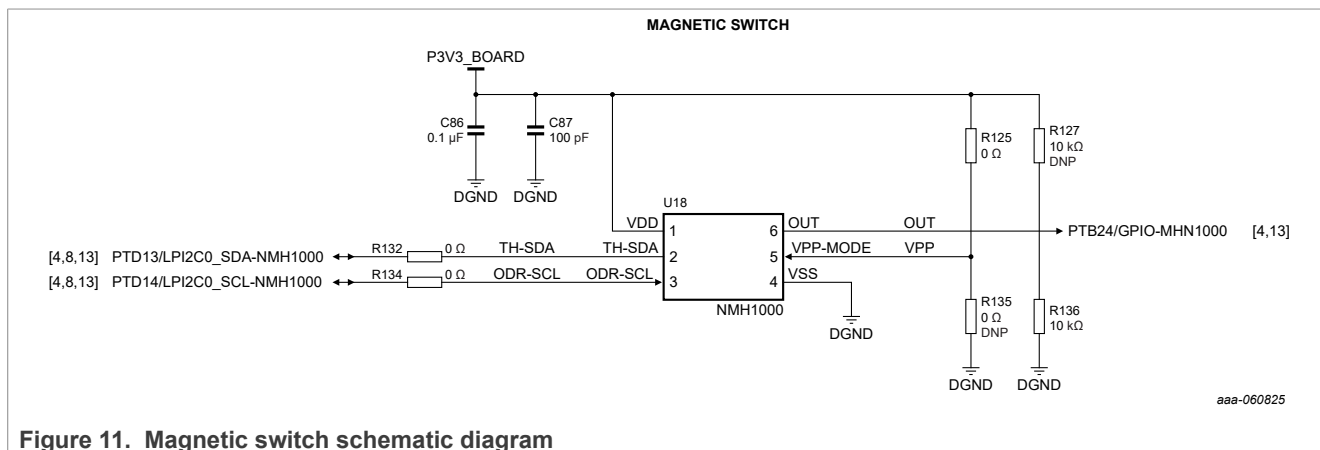 MAGNETIC SWITCH
P3V3_BOARD
C86
0.1 µF
C87
100 pF
R125
0 Ω
R127
10 kΩ
DNP
DGND
DGND
U18
VDD
1
6
OUT
OUT
PTB24/GPIO-MHN1000 [4,13]
[4,8,13] PTD13/LPI2C0_SDA-NMH1000
R132
0 Ω
TH-SDA
TH-SDA
2
5
VPP-MODE
VPP
[4,8,13] PTD14/LPI2C0_SCL-NMH1000
R134
0 Ω
ODR-SCL
ODR-SCL
3
4
VSS
NMH1000
DGND
R135
0 Ω
DNP
R136
10 kΩ
DGND
DGND
aaa-060825
Figure 11. Magnetic switch schematic diagram